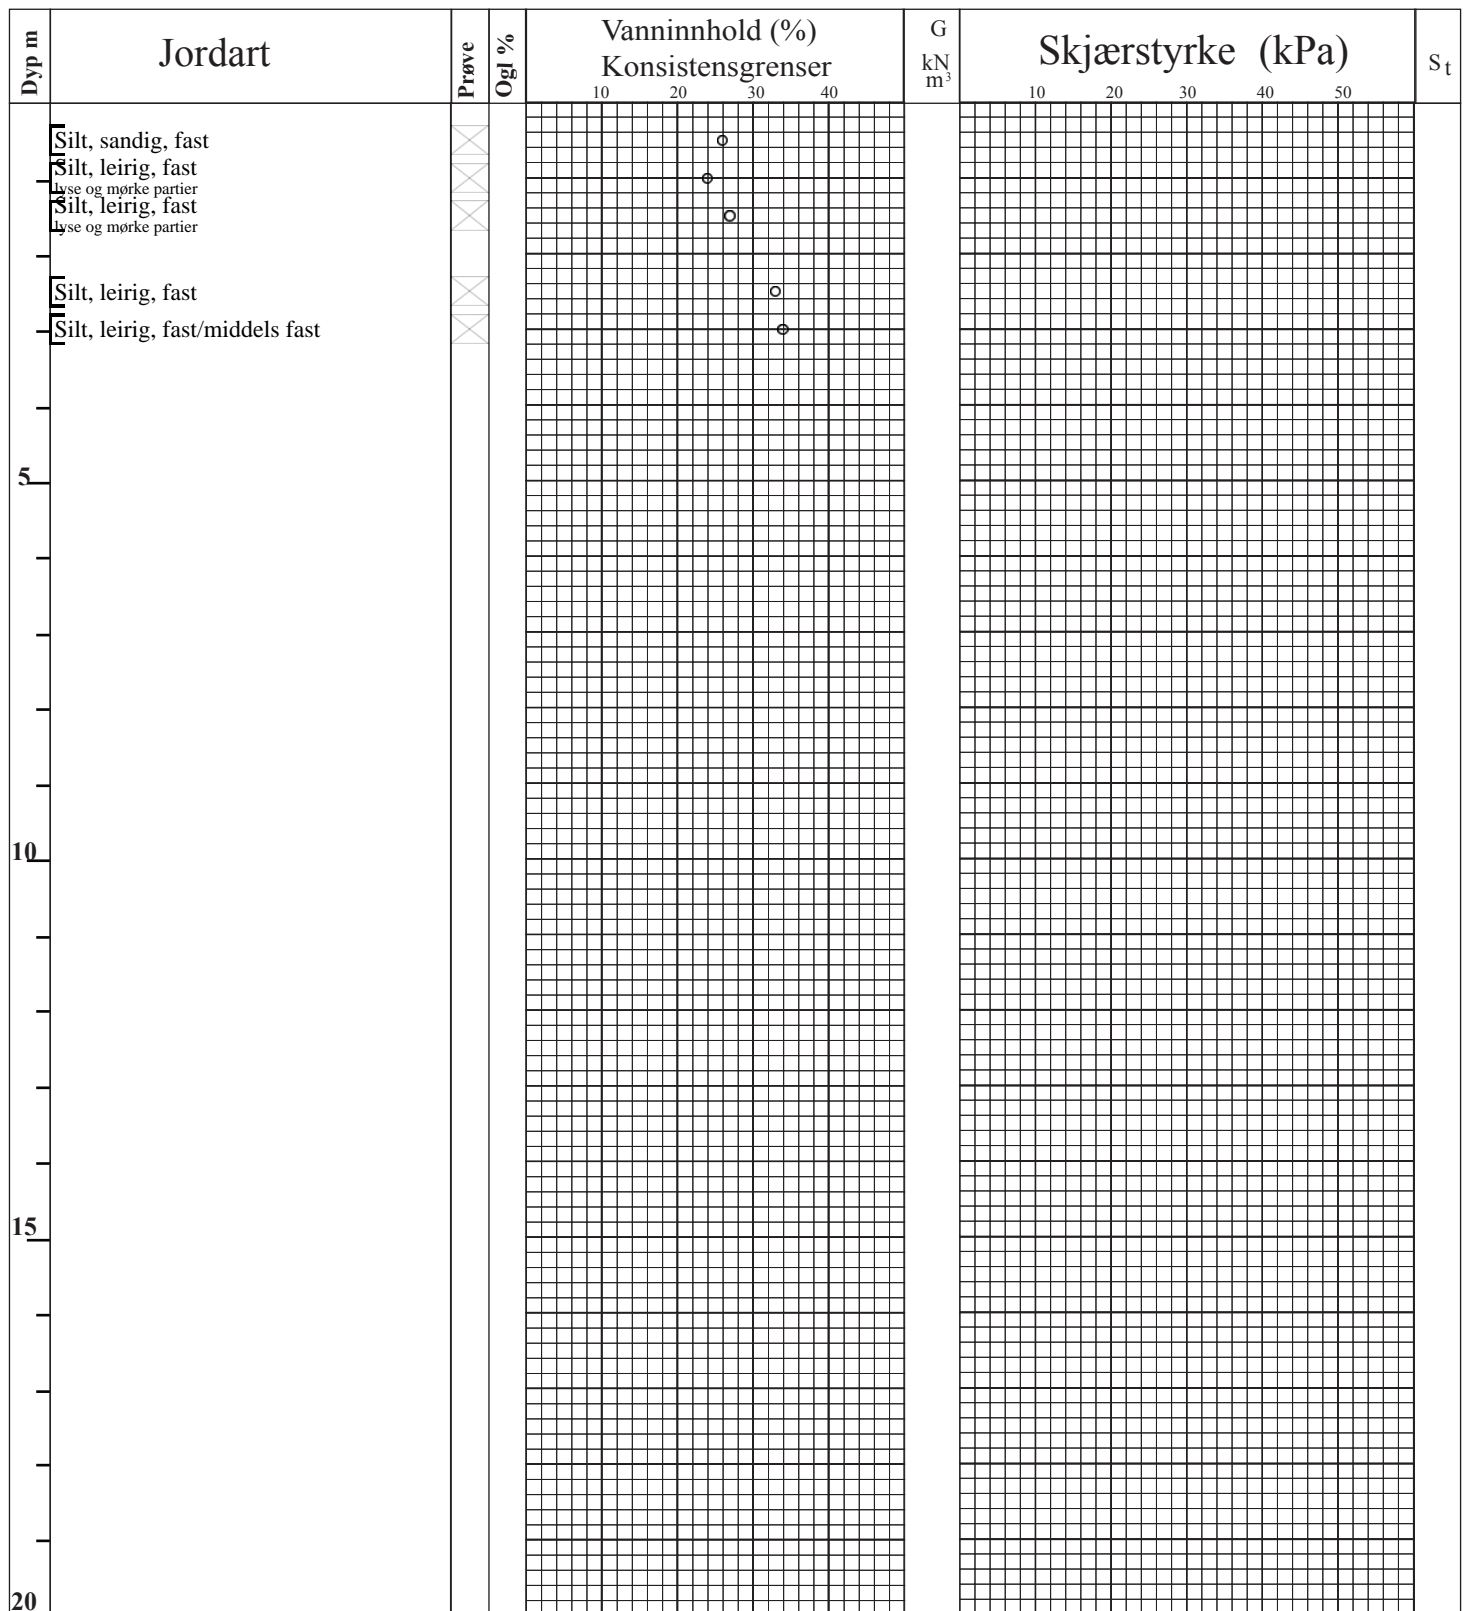 Dyp m
Jordart
Prøve
Ogl %
Vanninnhold (%)
Konsistensgrenser
10 20 30 40
G
kN
m³
Skjærstyrke (kPa)
10 20 30 40 50
S t
Silt, sandig, fast
Silt, leirig, fast
lyse og mørke partier
Silt, leirig, fast
lyse og mørke partier
Silt, leirig, fast
Silt, leirig, fast/middels fast
5
10
15
20